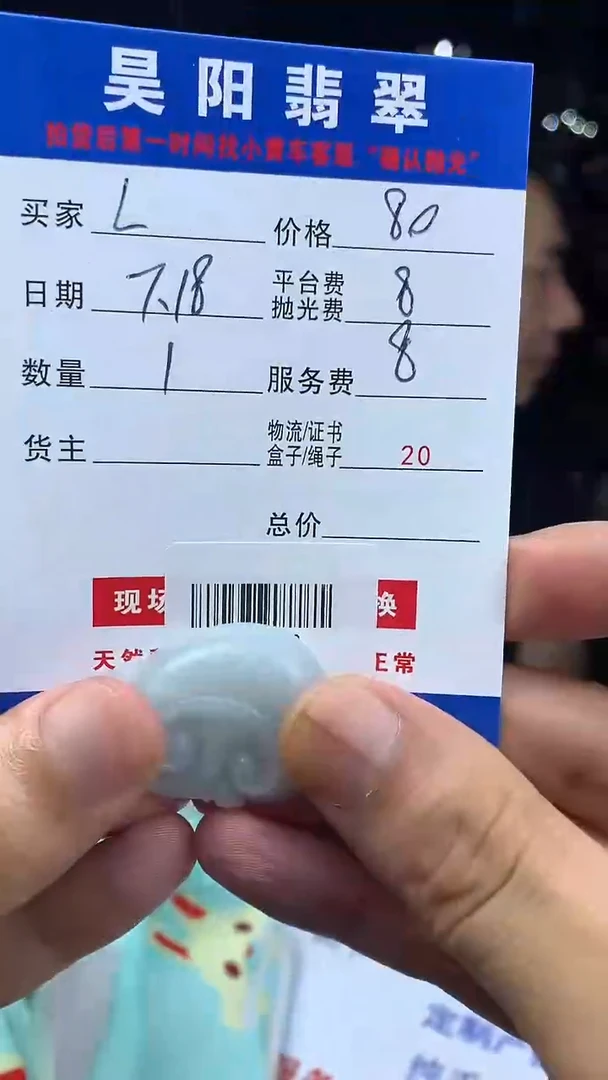 昊阳翡翠
买家 L 价格 80
日期 7.18 平台费 抛光费 8
数量 1 服务费 8
货主 物流/证书 盒子/绳子 20
总价
现场 换
天然 正常